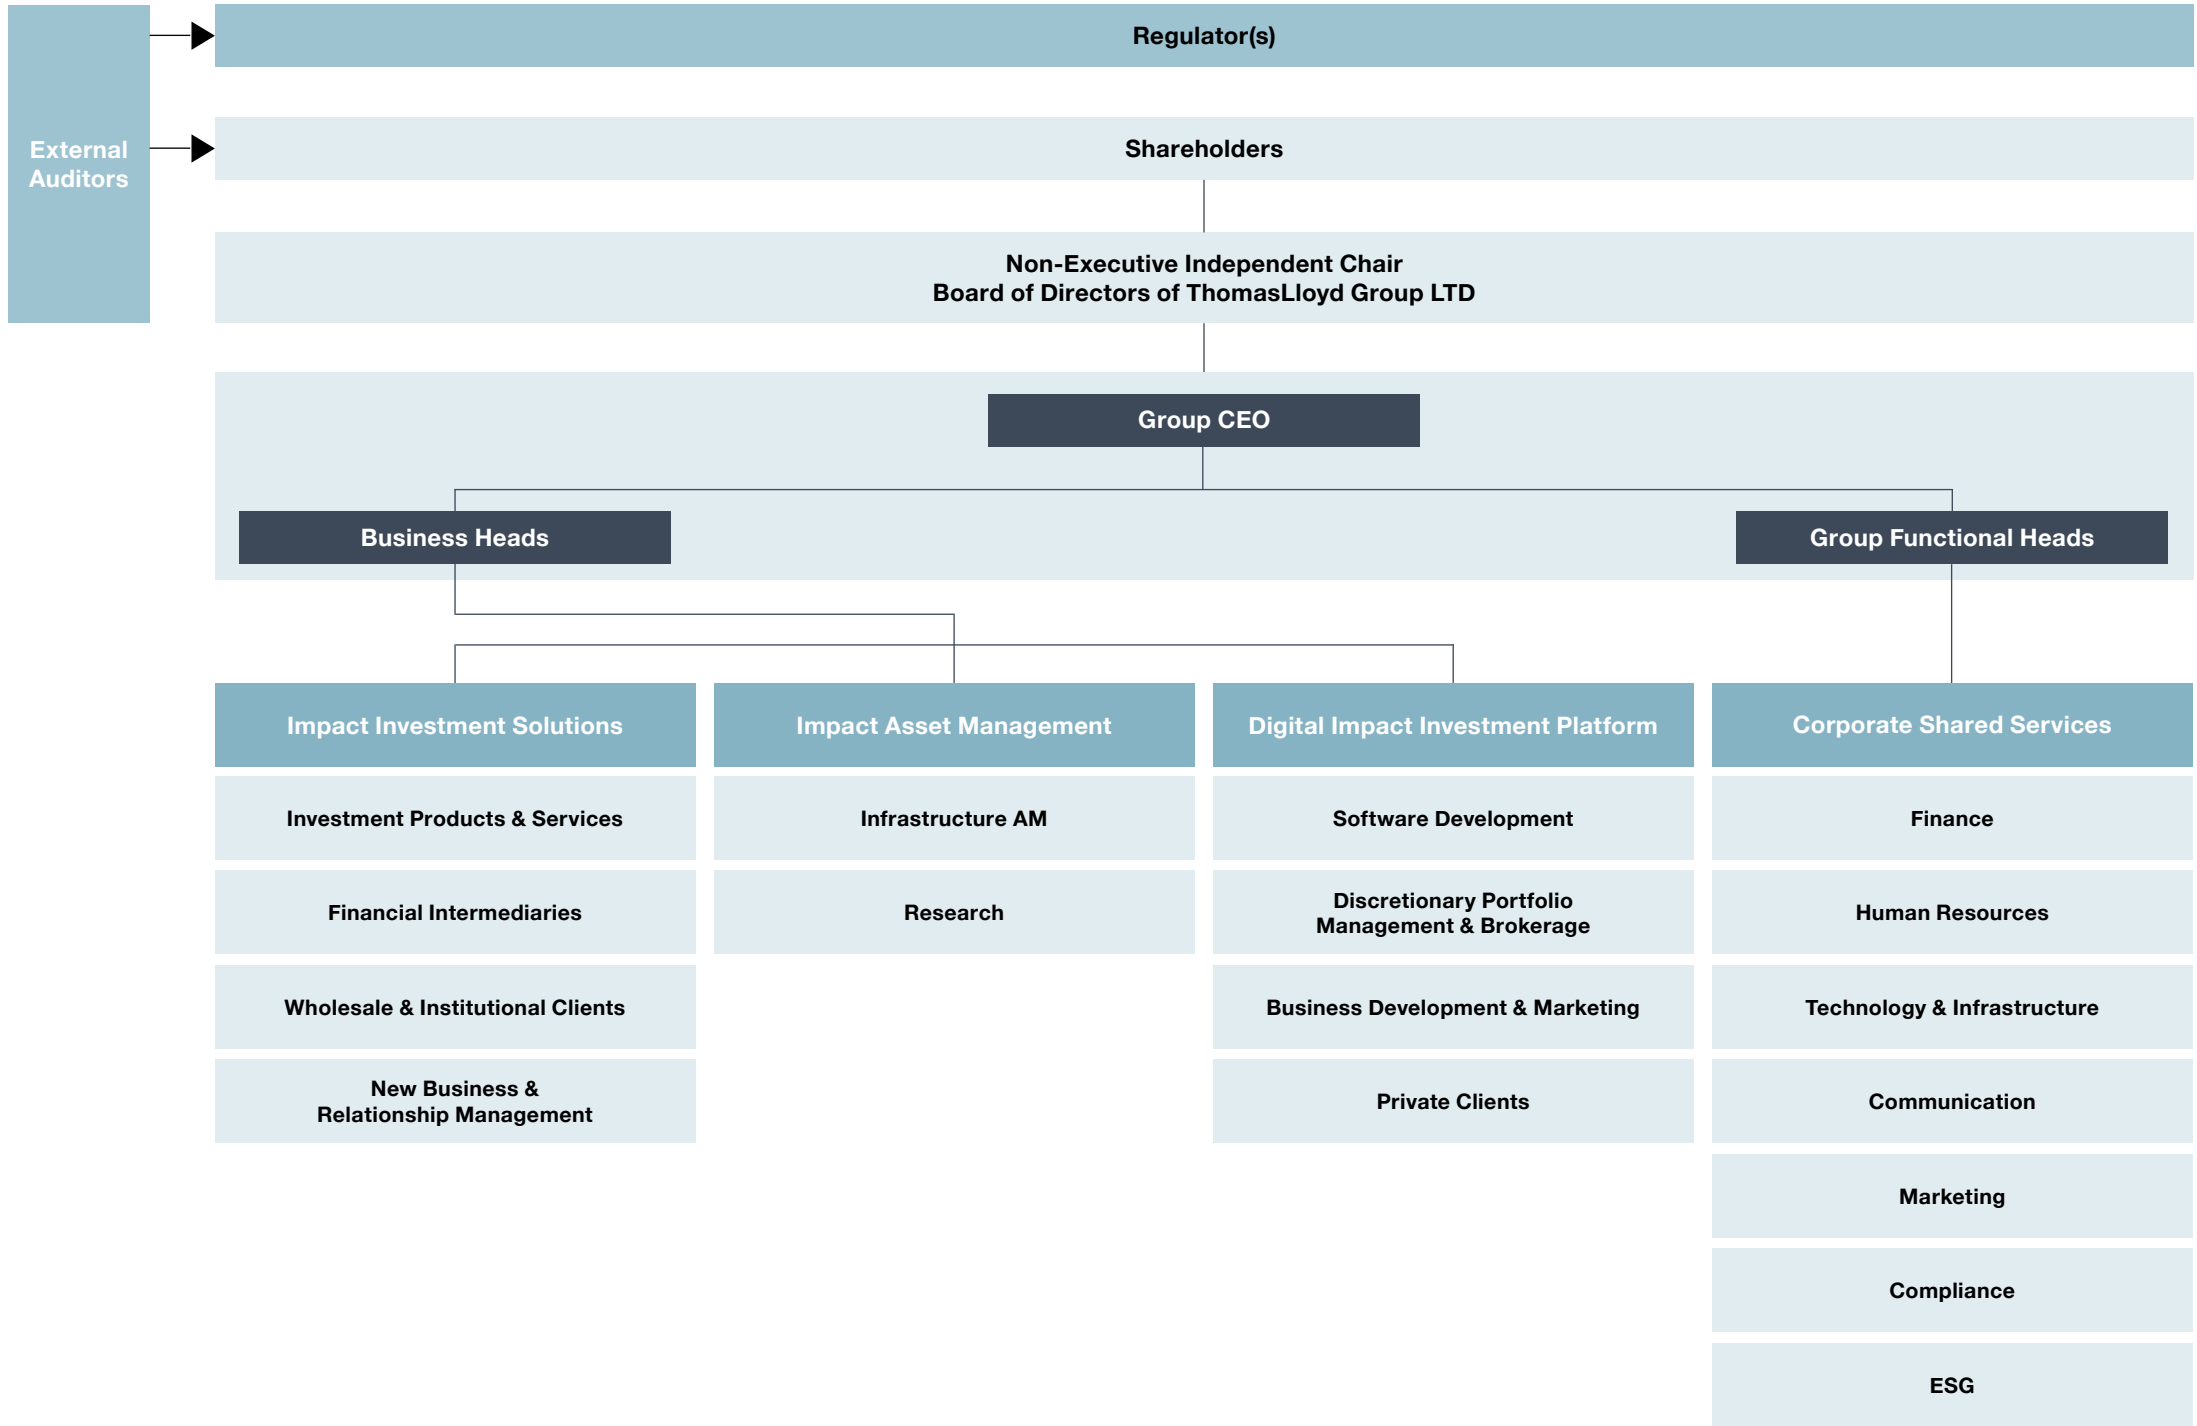 Regulator(s)
External
Auditors
Shareholders
Non-Executive Independent Chair
Board of Directors of ThomasLloyd Group LTD
Group CEO
Business Heads
Group Functional Heads
Impact Investment Solutions
Investment Products & Services
Financial Intermediaries
Wholesale & Institutional Clients
New Business &
Relationship Management
Impact Asset Management
Infrastructure AM
Research
Digital Impact Investment Platform
Software Development
Discretionary Portfolio
Management & Brokerage
Business Development & Marketing
Private Clients
Corporate Shared Services
Finance
Human Resources
Technology & Infrastructure
Communication
Marketing
Compliance
ESG